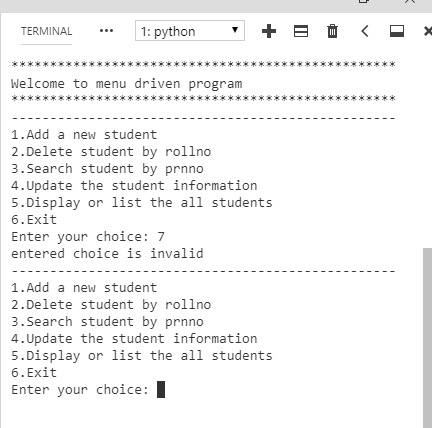 TERMINAL ... 1: python
**************************************************
Welcome to menu driven program
**************************************************
--------------------------------------------------
1.Add a new student
2.Delete student by rollno
3.Search student by prnno
4.Update the student information
5.Display or list the all students
6.Exit
Enter your choice: 7
entered choice is invalid
--------------------------------------------------
1.Add a new student
2.Delete student by rollno
3.Search student by prnno
4.Update the student information
5.Display or list the all students
6.Exit
Enter your choice: